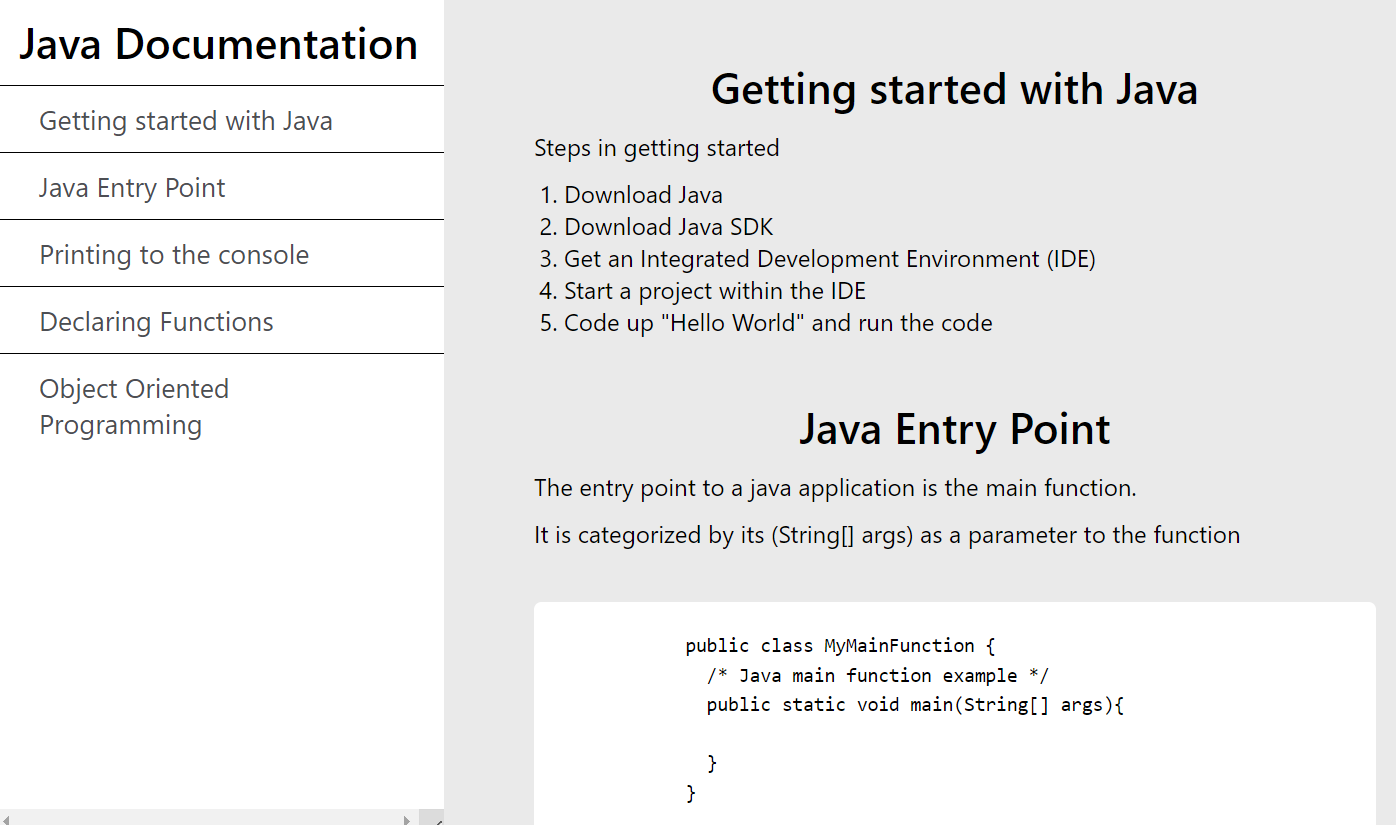 Java Documentation
Getting started with Java
Java Entry Point
Printing to the console
Declaring Functions
Object Oriented
Programming
Getting started with Java
Steps in getting started
1. Download Java
2. Download Java SDK
3. Get an Integrated Development Environment (IDE)
4. Start a project within the IDE
5. Code up "Hello World" and run the code
Java Entry Point
The entry point to a java application is the main function.
It is categorized by its (String[] args) as a parameter to the function
public class MyMainFunction {
  /* Java main function example */
  public static void main(String[] args){

  }
}